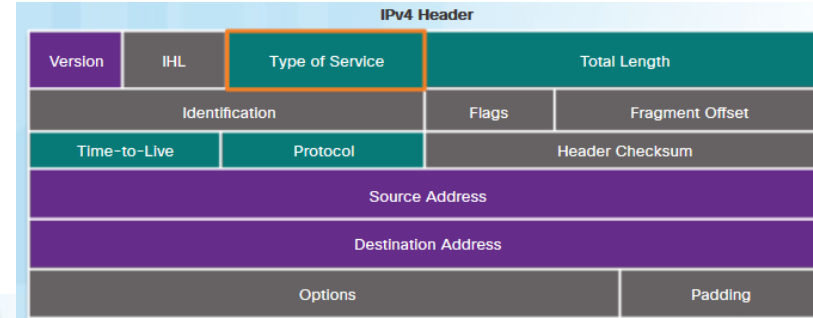 IPv4 Header
Version IHL Type of Service Total Length
Identification Flags Fragment Offset
Time-to-Live Protocol Header Checksum
Source Address
Destination Address
Options Padding